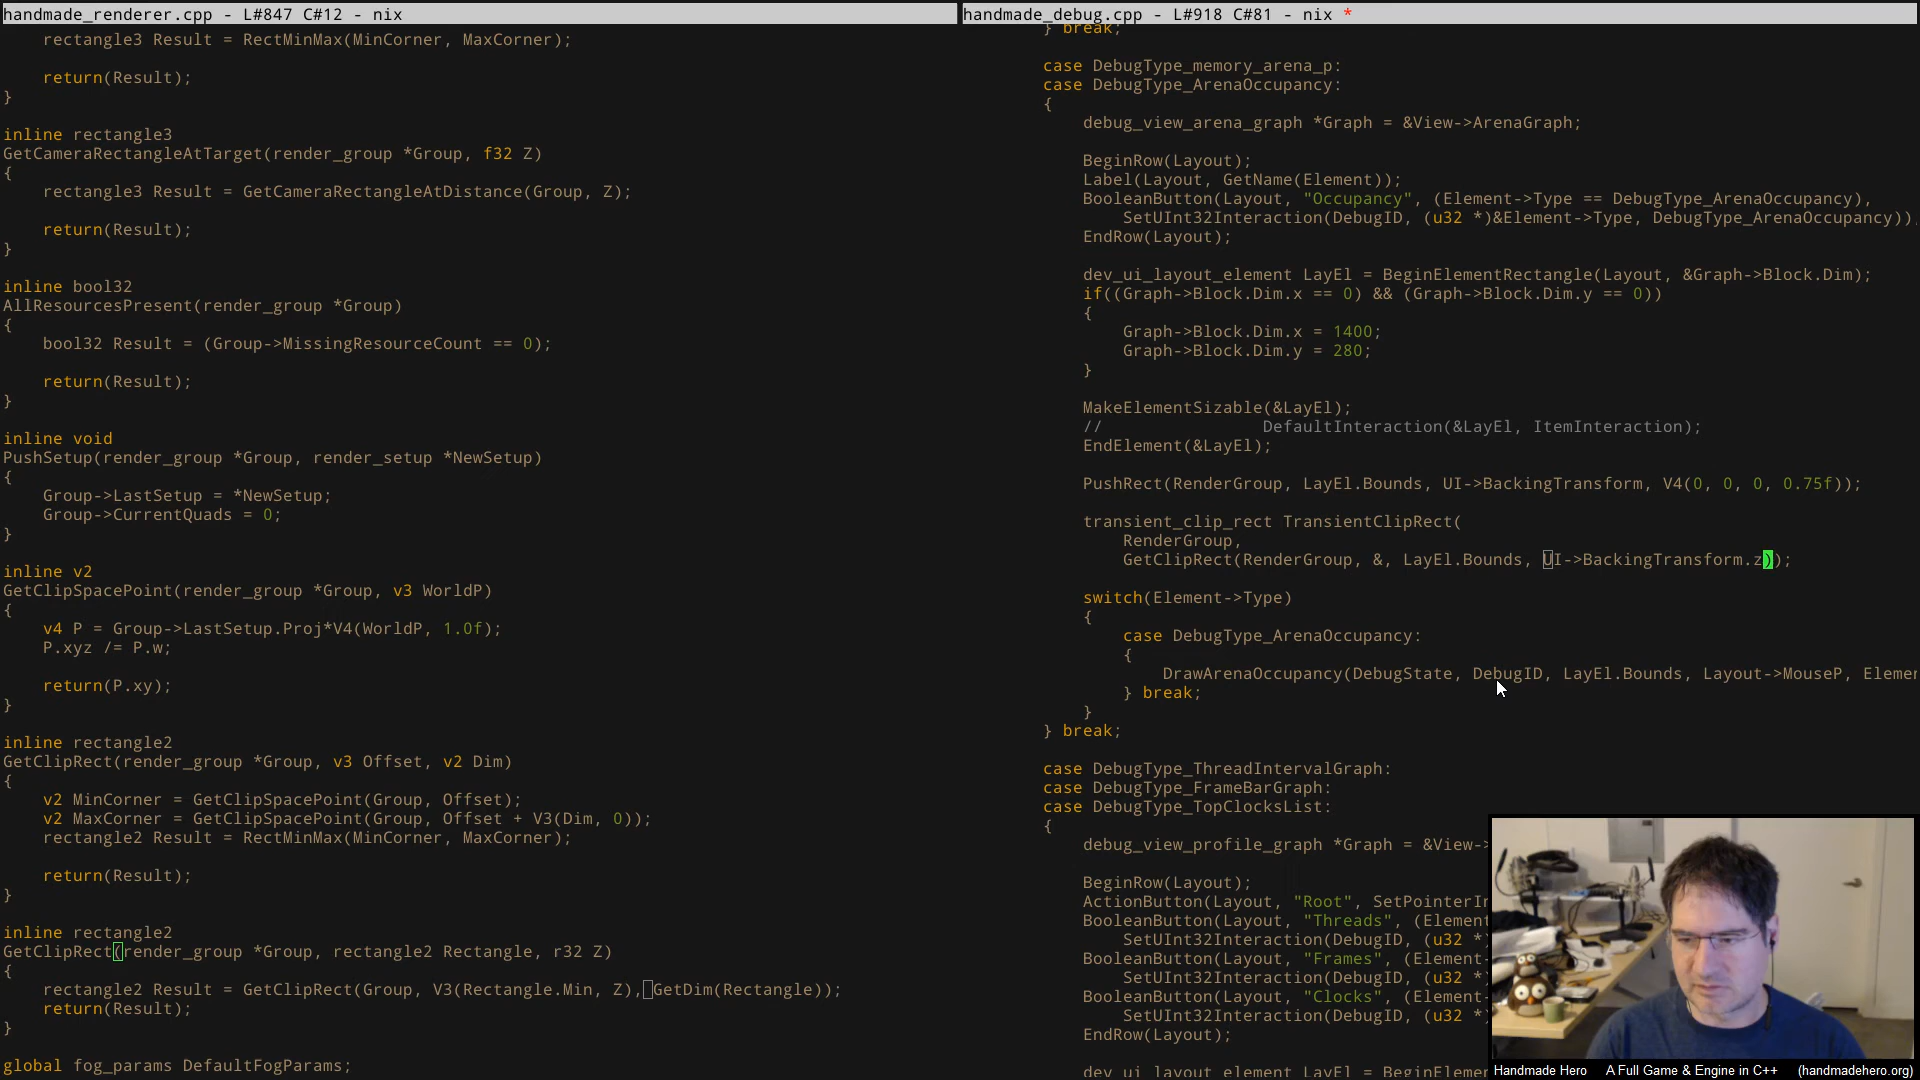 handmade_renderer.cpp - L#847 C#12 - nix
    rectangle3 Result = RectMinMax(MinCorner, MaxCorner);

    return(Result);
}

inline rectangle3
GetCameraRectangleAtTarget(render_group *Group, f32 Z)
{
    rectangle3 Result = GetCameraRectangleAtDistance(Group, Z);

    return(Result);
}

inline bool32
AllResourcesPresent(render_group *Group)
{
    bool32 Result = (Group->MissingResourceCount == 0);

    return(Result);
}

inline void
PushSetup(render_group *Group, render_setup *NewSetup)
{
    Group->LastSetup = *NewSetup;
    Group->CurrentQuads = 0;
}

inline v2
GetClipSpacePoint(render_group *Group, v3 WorldP)
{
    v4 P = Group->LastSetup.Proj*V4(WorldP, 1.0f);
    P.xyz /= P.w;

    return(P.xy);
}

inline rectangle2
GetClipRect(render_group *Group, v3 Offset, v2 Dim)
{
    v2 MinCorner = GetClipSpacePoint(Group, Offset);
    v2 MaxCorner = GetClipSpacePoint(Group, Offset + V3(Dim, 0));
    rectangle2 Result = RectMinMax(MinCorner, MaxCorner);

    return(Result);
}

inline rectangle2
GetClipRect(render_group *Group, rectangle2 Rectangle, r32 Z)
{
    rectangle2 Result = GetClipRect(Group, V3(Rectangle.Min, Z), GetDim(Rectangle));
    return(Result);
}

global fog_params DefaultFogParams;
handmade_debug.cpp - L#918 C#81 - nix *
} break;

case DebugType_memory_arena_p:
case DebugType_ArenaOccupancy:
{
    debug_view_arena_graph *Graph = &View->ArenaGraph;

    BeginRow(Layout);
    Label(Layout, GetName(Element));
    BooleanButton(Layout, "Occupancy", (Element->Type == DebugType_ArenaOccupancy),
        SetUInt32Interaction(DebugID, (u32 *)&Element->Type, DebugType_ArenaOccupancy))
    EndRow(Layout);

    dev_ui_layout_element LayEl = BeginElementRectangle(Layout, &Graph->Block.Dim);
    if((Graph->Block.Dim.x == 0) && (Graph->Block.Dim.y == 0))
    {
        Graph->Block.Dim.x = 1400;
        Graph->Block.Dim.y = 280;
    }

    MakeElementSizable(&LayEl);
    //                DefaultInteraction(&LayEl, ItemInteraction);
    EndElement(&LayEl);

    PushRect(RenderGroup, LayEl.Bounds, UI->BackingTransform, V4(0, 0, 0, 0.75f));

    transient_clip_rect TransientClipRect(
        RenderGroup,
        GetClipRect(RenderGroup, &, LayEl.Bounds, UI->BackingTransform.z));

    switch(Element->Type)
    {
        case DebugType_ArenaOccupancy:
        {
            DrawArenaOccupancy(DebugState, DebugID, LayEl.Bounds, Layout->MouseP, Elemen
        } break;
    }
} break;

case DebugType_ThreadIntervalGraph:
case DebugType_FrameBarGraph:
case DebugType_TopClocksList:
{
    debug_view_profile_graph *Graph = &View->

    BeginRow(Layout);
    ActionButton(Layout, "Root", SetPointerIn
    BooleanButton(Layout, "Threads", (Element
        SetUInt32Interaction(DebugID, (u32 *)
    BooleanButton(Layout, "Frames", (Element-
        SetUInt32Interaction(DebugID, (u32 *)
    BooleanButton(Layout, "Clocks", (Element-
        SetUInt32Interaction(DebugID, (u32 *)
    EndRow(Layout);

    dev_ui_layout_element LayEl = BeginElemen
Handmade Hero A Full Game & Engine in C++ (handmadehero.org)